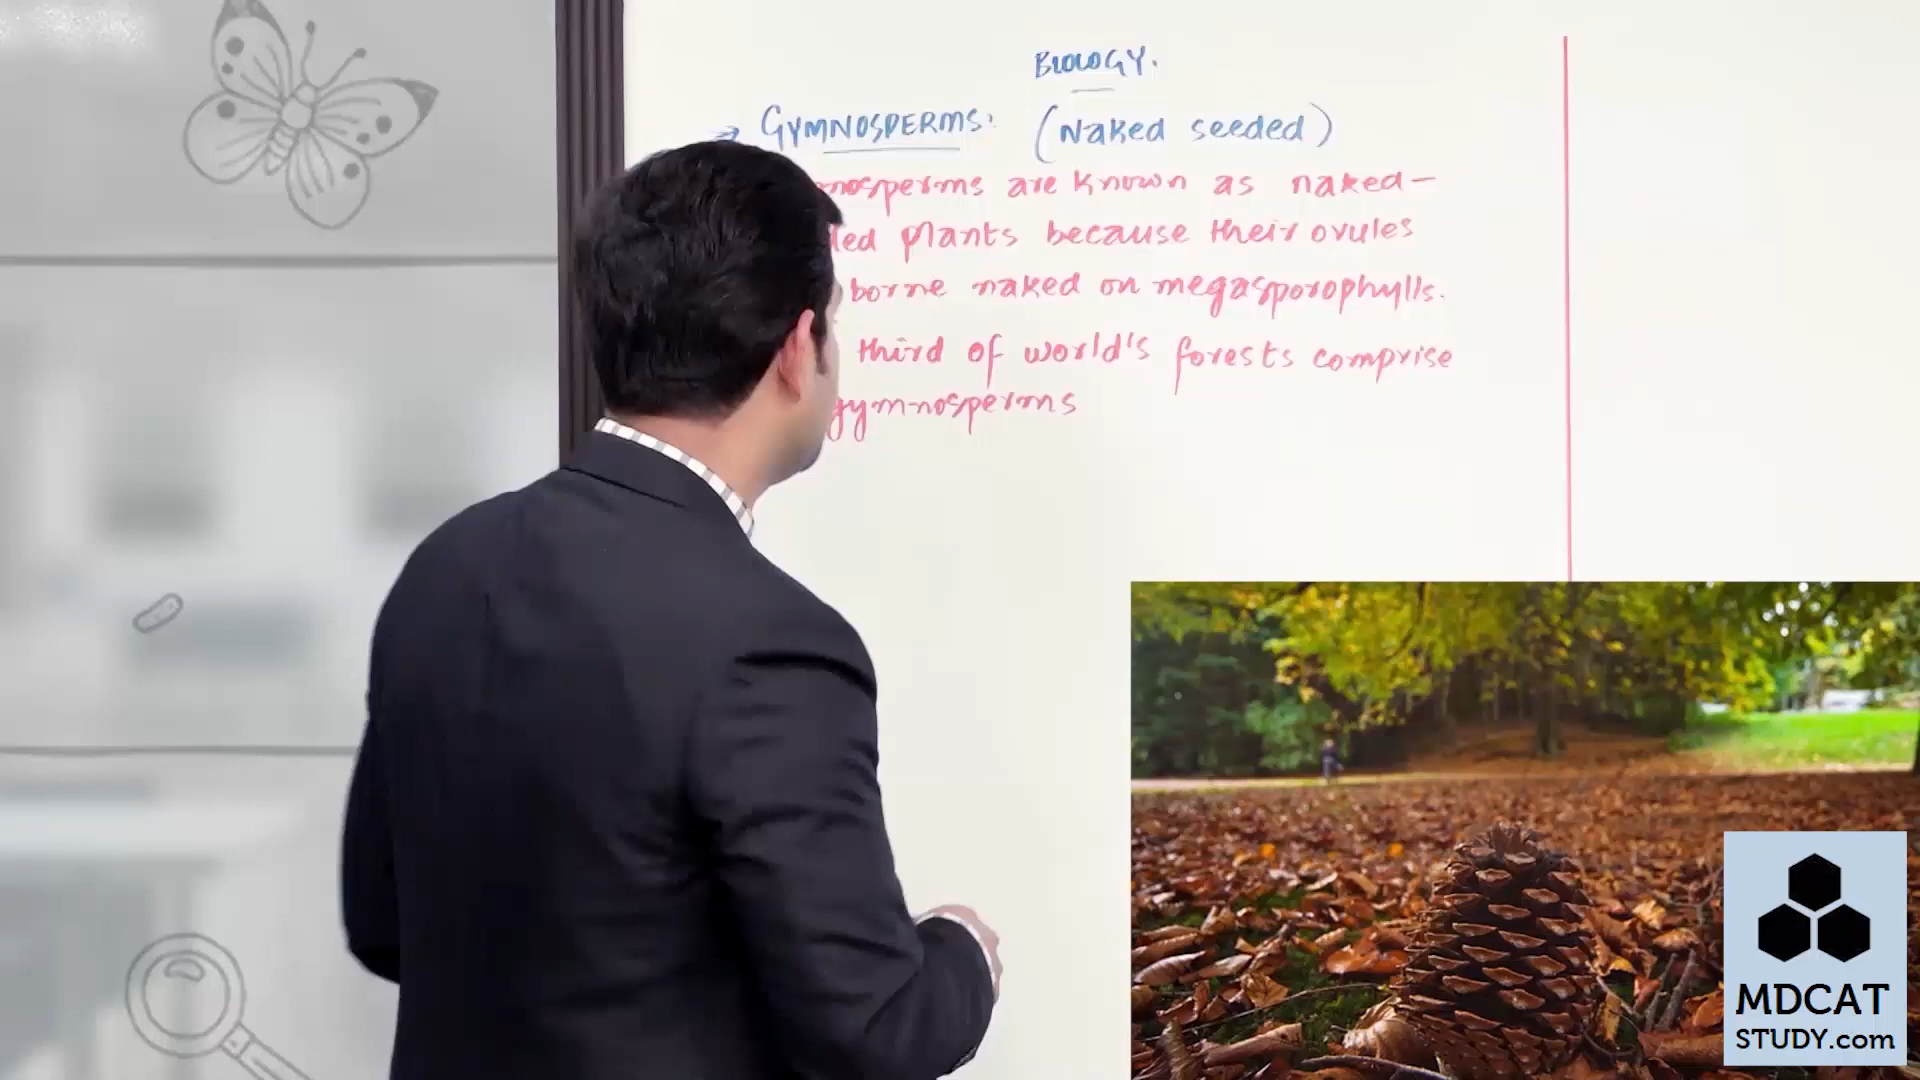 BIOLOGY.
→ GYMNOSPERMS: (Naked seeded)
nosperms are known as naked-
ded plants because their ovules
borne naked on megasporophylls.
third of world's forests comprise
gymnosperms
MDCAT
STUDY.com